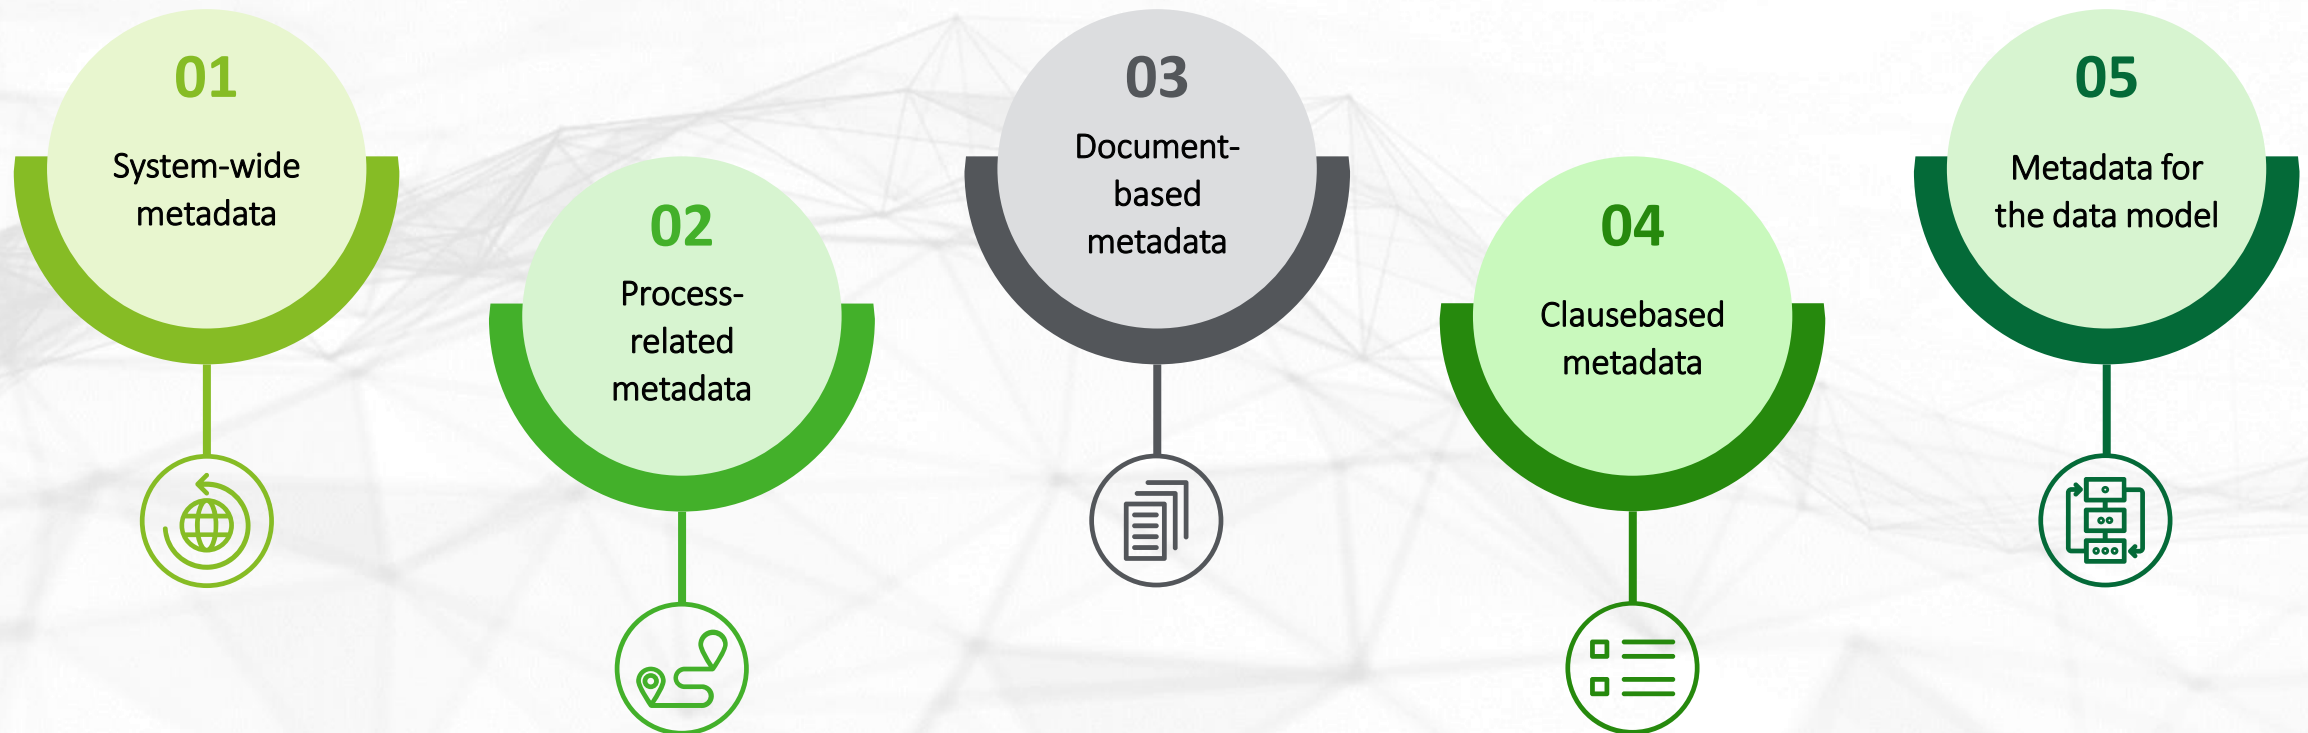 01
System-wide
metadata
02
Process-
related
metadata
03
Document-
based
metadata
04
Clausebased
metadata
05
Metadata for
the data model